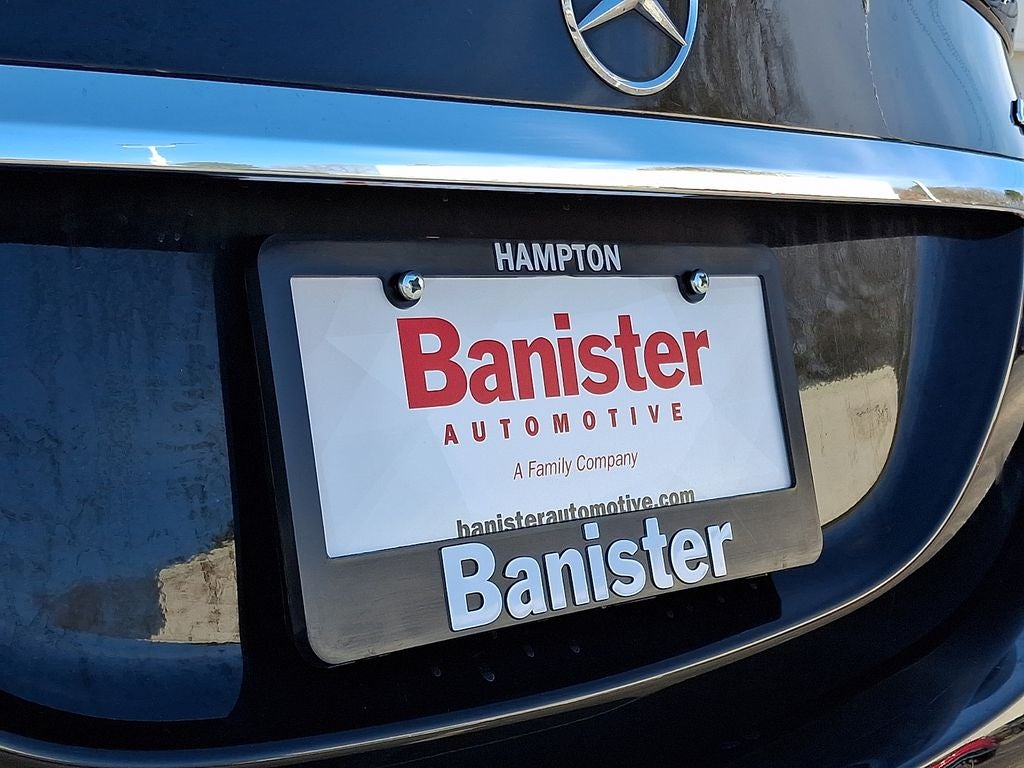 HAMPTON
Banister
AUTOMOTIVE
A Family Company
banisterautomotive.com
Banister